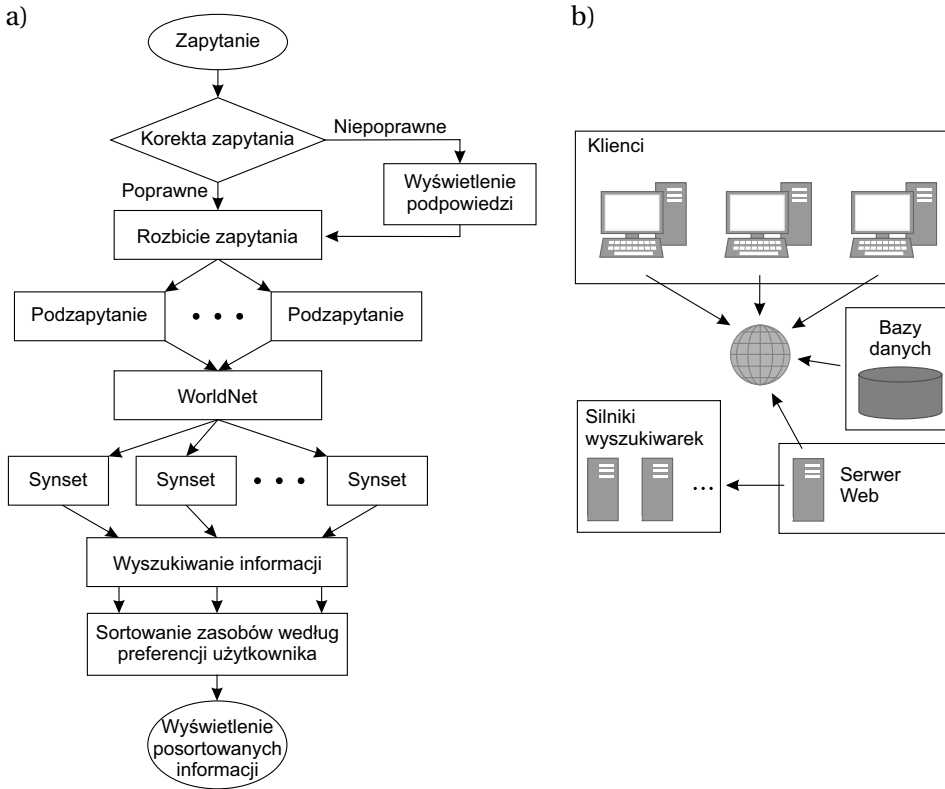 a)
Zapytanie
Korekta zapytania
Niepoprawne
Poprawne
Wyświetlenie
podpowiedzi
Rozbicie zapytania
Podzapytanie
Podzapytanie
WorldNet
Synset
Synset
Synset
Wyszukiwanie informacji
Sortowanie zasobów według
preferencji użytkownika
Wyświetlenie
posortowanych
informacji
b)
Klienci
Bazy
danych
Silniki
wyszukiwarek
...
Serwer
Web